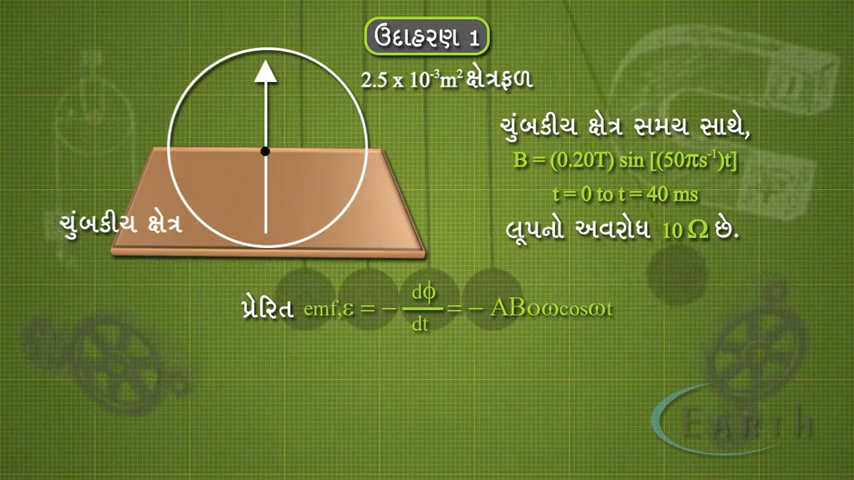 ઉદાહરણ 1
2.5 x 10⁻³m² ક્ષેત્રફળ
ચુંબકીય ક્ષેત્ર સમય સાથે,
B = (0.20T) sin [(50πs⁻¹)t]
t = 0 to t = 40 ms
લૂપનો અવરોધ 10 Ω છે.
ચુંબકીય ક્ષેત્ર
પ્રેરિત emf,ε = − dϕ/dt = − ABoωcosωt
EARTH